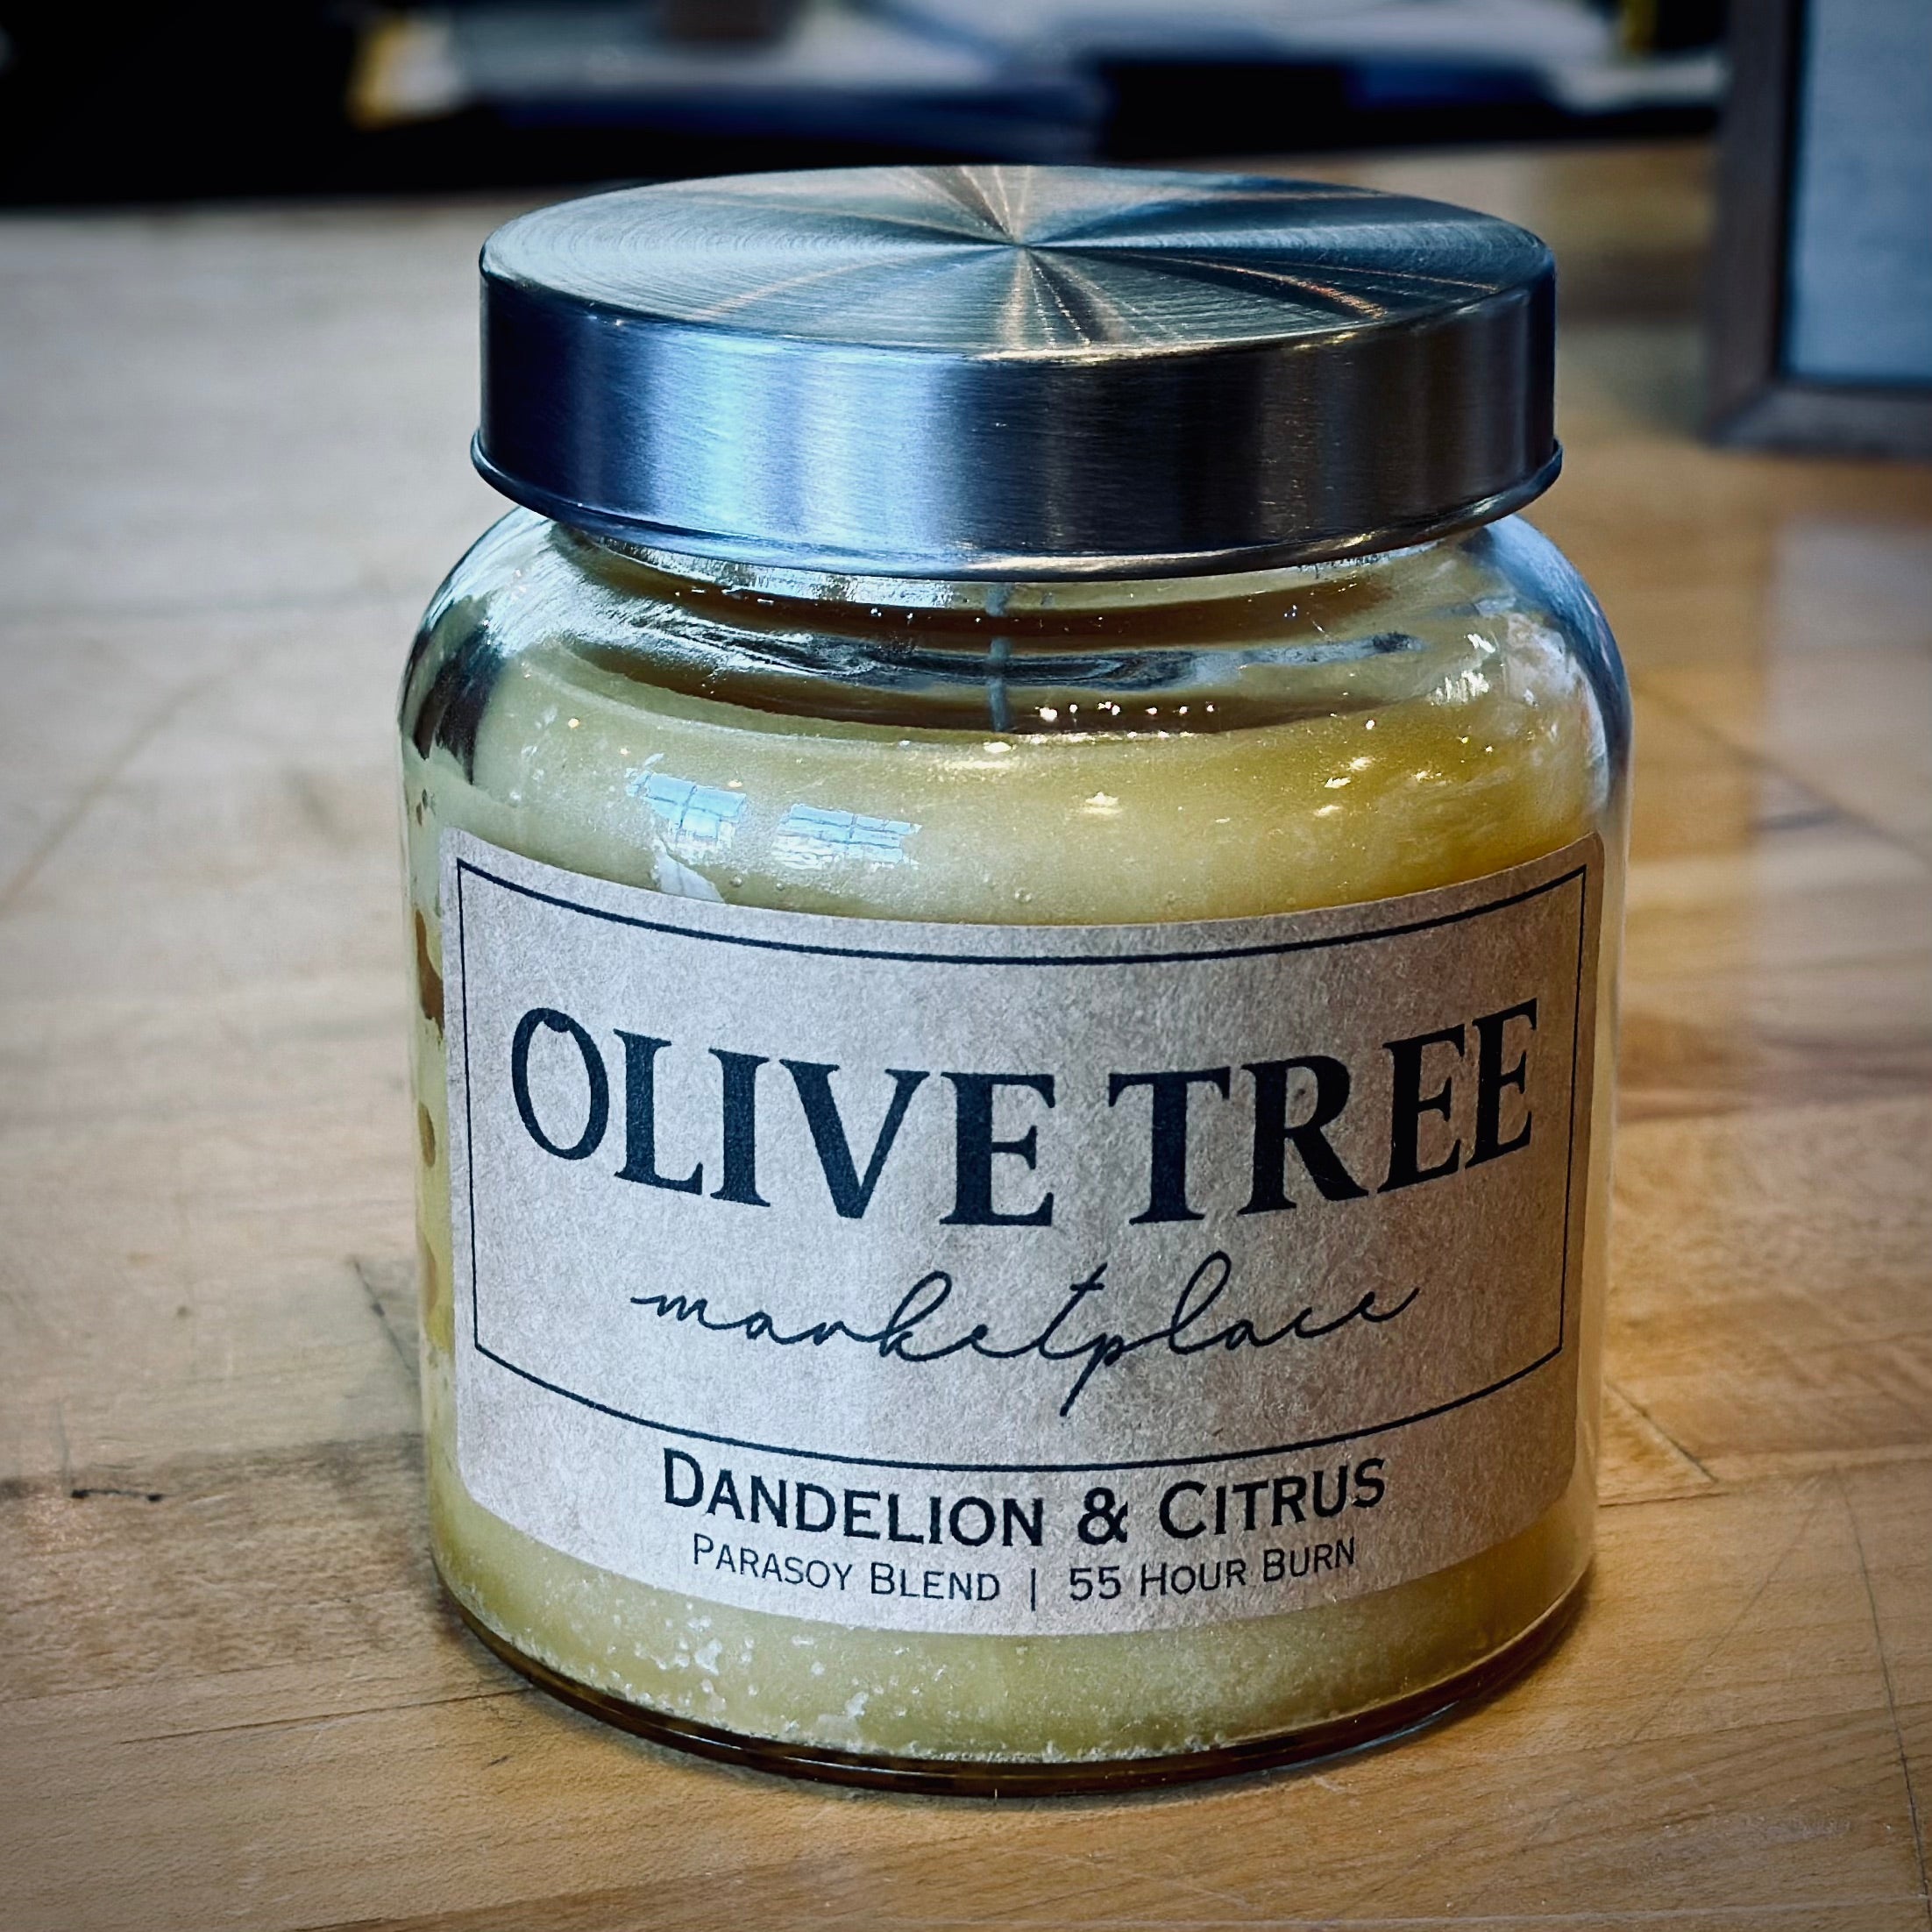 OLIVE TREE
marketplace
DANDELION & CITRUS
PARASOY BLEND | 55 HOUR BURN